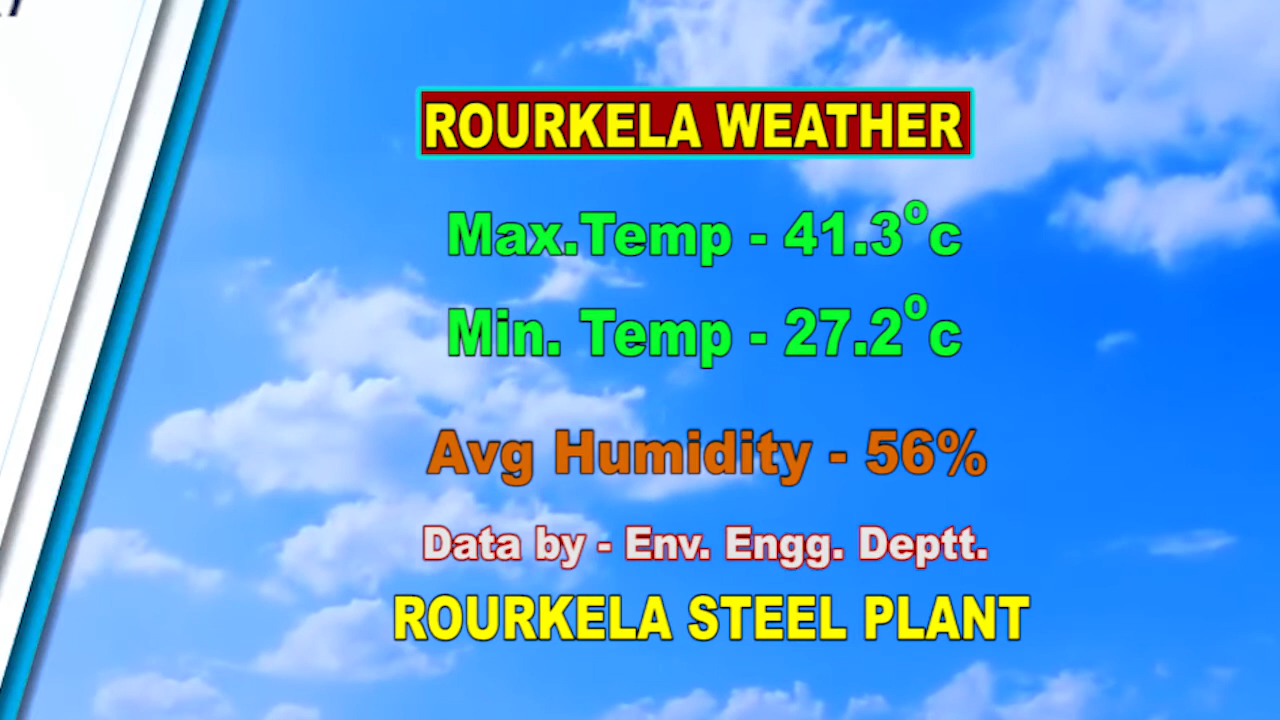 ROURKELA WEATHER
Max.Temp - 41.3°c
Min. Temp - 27.2°c
Avg Humidity - 56%
Data by - Env. Engg. Deptt.
ROURKELA STEEL PLANT